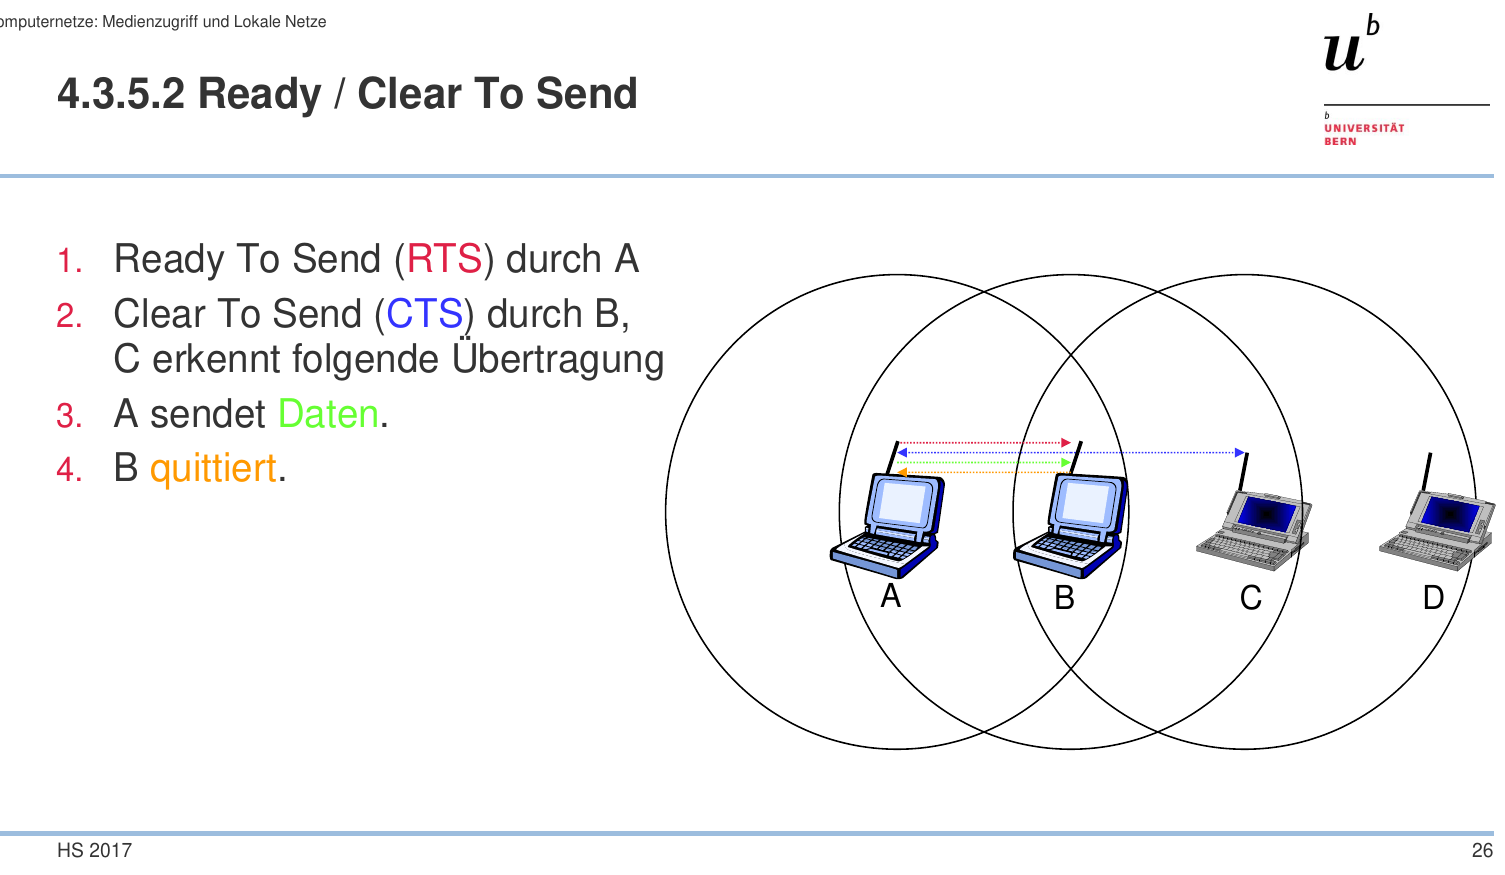 omputernetze: Medienzugriff und Lokale Netze
4.3.5.2 Ready / Clear To Send
u b
b
UNIVERSITÄT
BERN
1. Ready To Send (RTS) durch A
2. Clear To Send (CTS) durch B,
C erkennt folgende Übertragung
3. A sendet Daten.
4. B quittiert.
A B C D
HS 2017 26